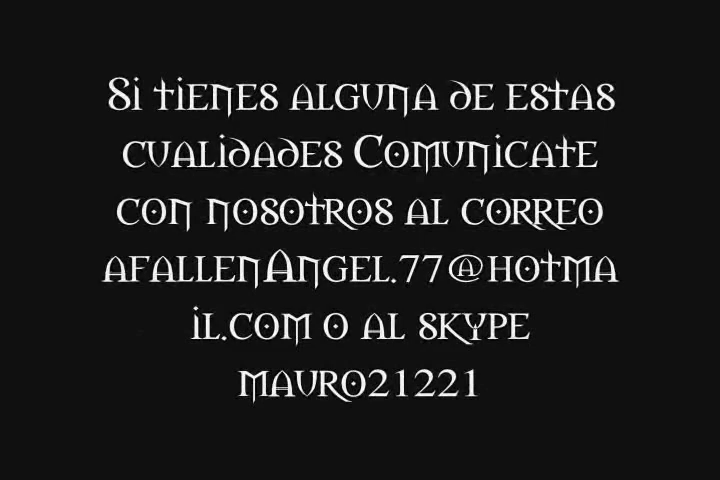 Si tienes alguna de estas
cualidades Comunicate
con nosotros al correo
afallenAngel.77@hotma
il.com o al skype
mauro21221